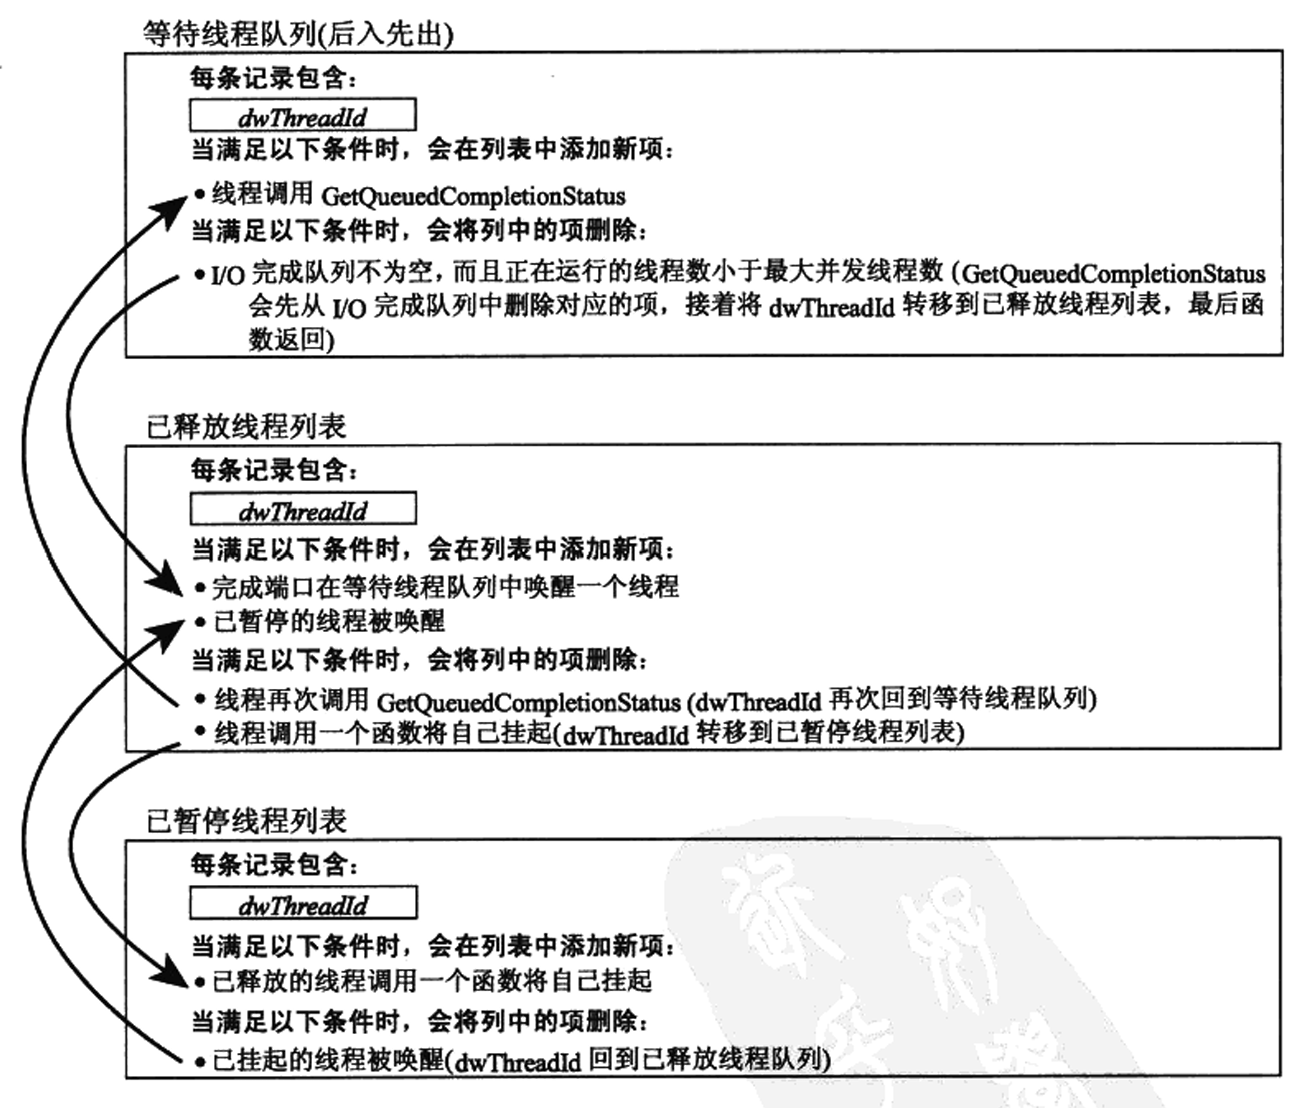 等待线程队列(后入先出)
每条记录包含：
dwThreadId
当满足以下条件时，会在列表中添加新项：
• 线程调用 GetQueuedCompletionStatus
当满足以下条件时，会将列中的项删除：
• I/O 完成队列不为空，而且正在运行的线程数小于最大并发线程数 (GetQueuedCompletionStatus
会先从 I/O 完成队列中删除对应的项，接着将 dwThreadId 转移到已释放线程列表，最后函
数返回)
已释放线程列表
每条记录包含：
dwThreadId
当满足以下条件时，会在列表中添加新项：
• 完成端口在等待线程队列中唤醒一个线程
• 已暂停的线程被唤醒
当满足以下条件时，会将列中的项删除：
• 线程再次调用 GetQueuedCompletionStatus (dwThreadId 再次回到等待线程队列)
• 线程调用一个函数将自己挂起(dwThreadId 转移到已暂停线程列表)
已暂停线程列表
每条记录包含：
dwThreadId
当满足以下条件时，会在列表中添加新项：
• 已释放的线程调用一个函数将自己挂起
当满足以下条件时，会将列中的项删除：
• 已挂起的线程被唤醒(dwThreadId 回到已释放线程队列)